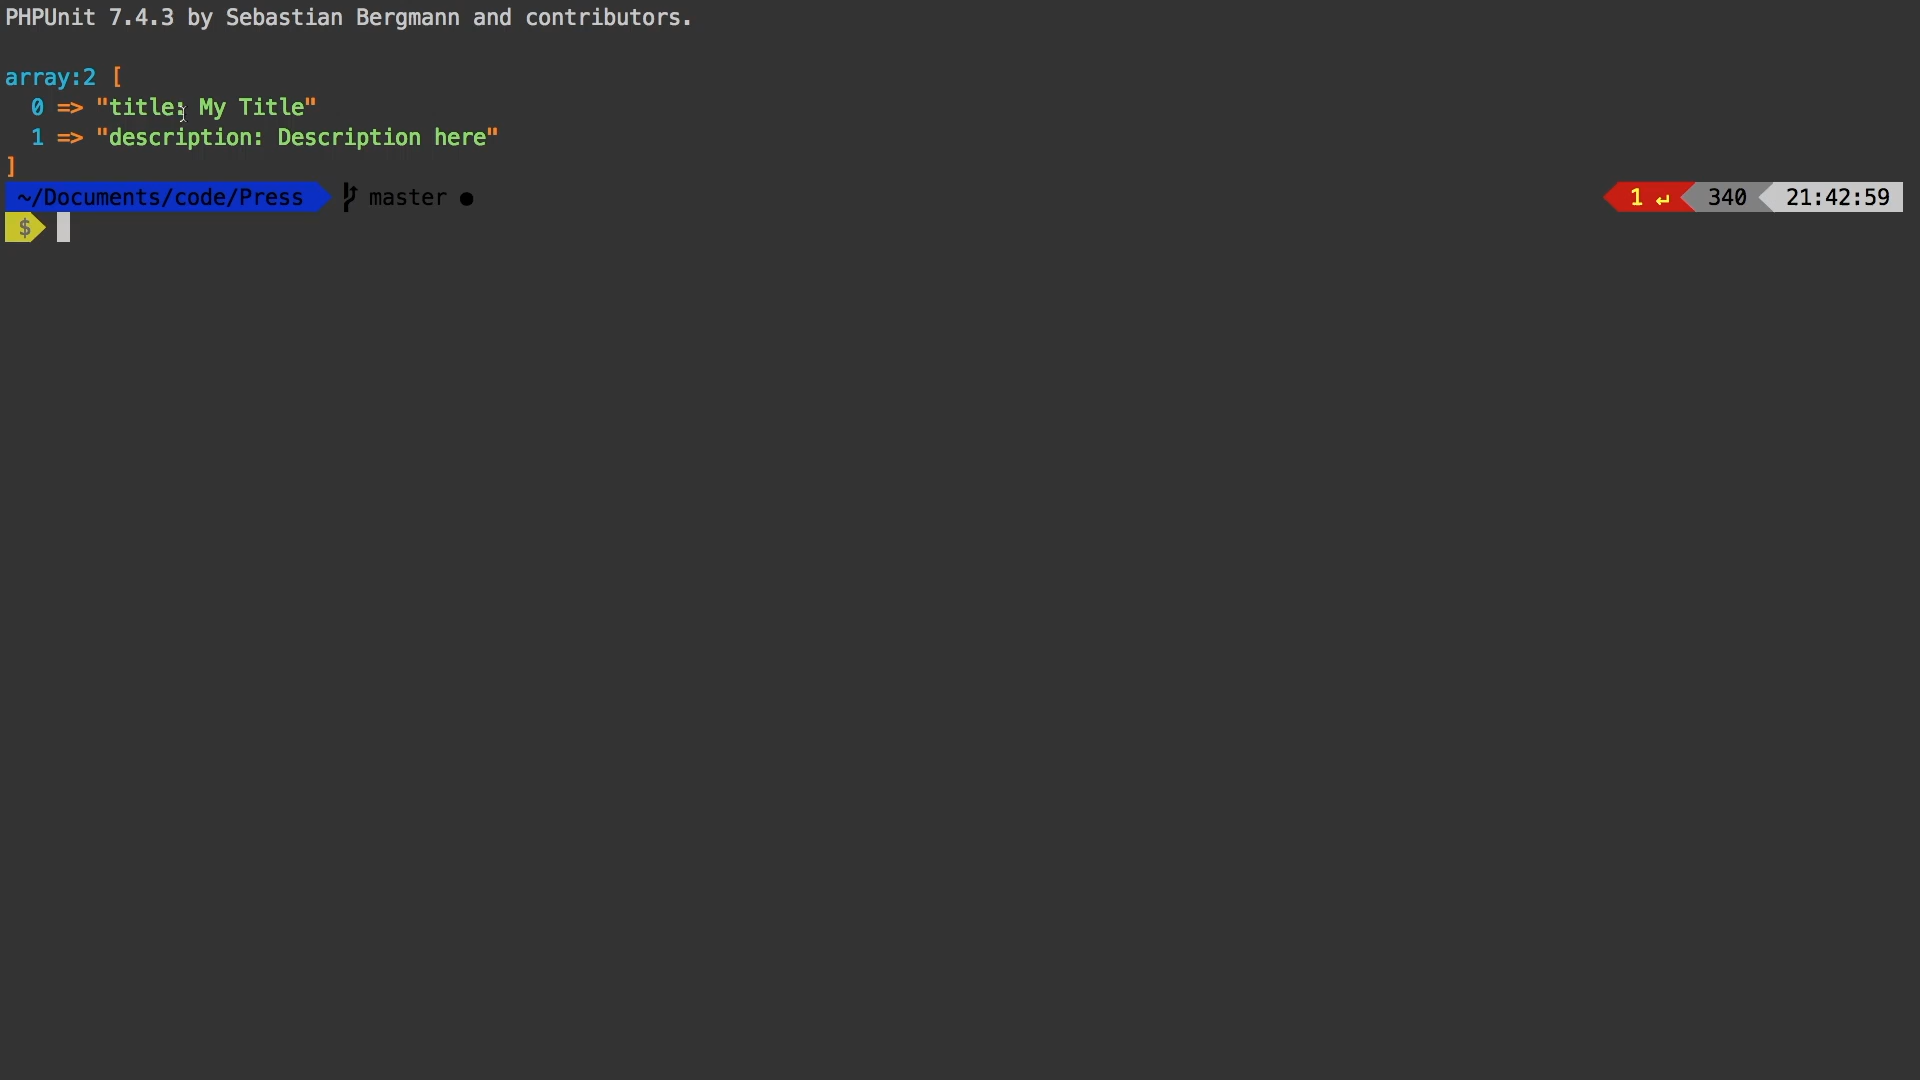 PHPUnit 7.4.3 by Sebastian Bergmann and contributors.
array:2 [
  0 => "title: My Title"
  1 => "description: Description here"
]
~/Documents/code/Press master ● 1 ↵ 340 21:42:59
$